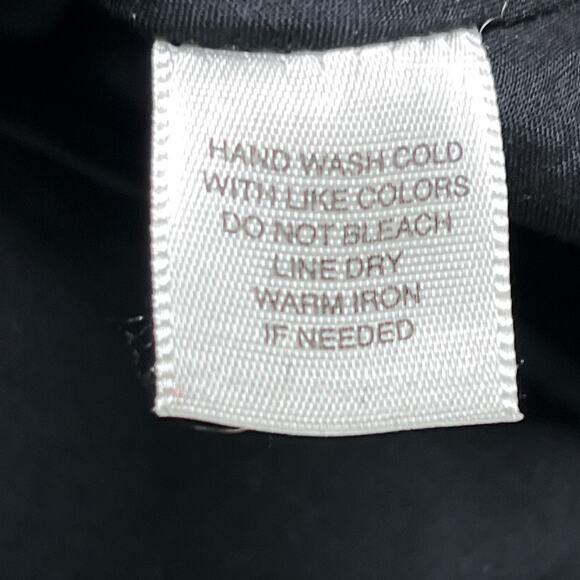 HAND WASH COLD
WITH LIKE COLORS
DO NOT BLEACH
LINE DRY
WARM IRON
IF NEEDED